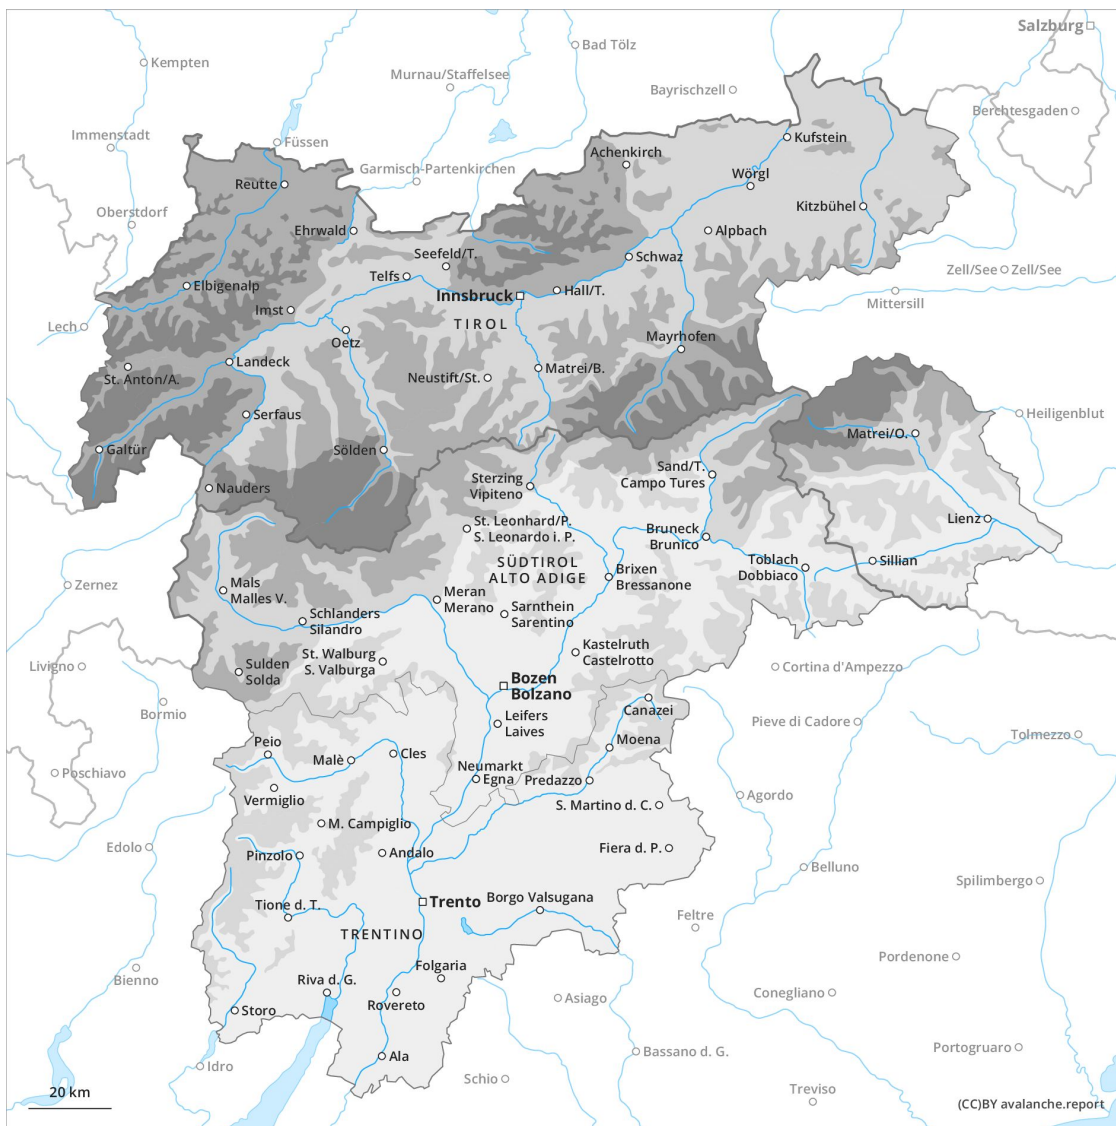 Salzburg
Bad Tölz
Kempten
Murnau/Staffelsee
Bayrischzell
Berchtesgaden
Immenstadt
Füssen
Kufstein
Achenkirch
Garmisch-Partenkirchen
Wörgl
Reutte
Oberstdorf
Kitzbühel
Ehrwald
Alpbach
Seefeld/T.
Schwaz
Zell/See
Zell/See
Telfs
Elbigenalp
Hall/T.
Innsbruck
Mittersill
Imst
Lech
TIROL
Oetz
Mayrhofen
Landeck
Matrei/B.
St. Anton/A.
Neustift/St.
Serfaus
Heiligenblut
Matrei/O.
Galtür
Sölden
Sand/T.
Campo Tures
Sterzing
Vipiteno
Nauders
Lienz
St. Leonhard/P.
S. Leonardo i. P.
Bruneck
Brunico
SÜDTIROL
ALTO ADIGE
Toblach
Dobbiaco
Sillian
Brixen
Bressanone
Zernez
Mals
Malles V.
Meran
Merano
Sarnthein
Sarentino
Schlanders
Silandro
Kastelruth
Castelrotto
St. Walburg
S. Valburga
Livigno
Sulden
Solda
Cortina d'Ampezzo
Bozen
Bolzano
Canazei
Bormio
Leifers
Laives
Pieve di Cadore
Tolmezzo
Peio
Moena
Cles
Malè
Neumarkt
Egna
Poschiavo
Predazzo
Vermiglio
Agordo
S. Martino d. C.
M. Campiglio
Edolo
Fiera d. P.
Andalo
Pinzolo
Belluno
Spilimbergo
Borgo Valsugana
Trento
Tione d. T.
Feltre
TRENTINO
Pordenone
Folgaria
Bienno
Riva d. G.
Rovereto
Conegliano
Asiago
Storo
Portogruaro
Bassano d. G.
Ala
Idro
Schio
Treviso
20 km
(CC)BY avalanche.report